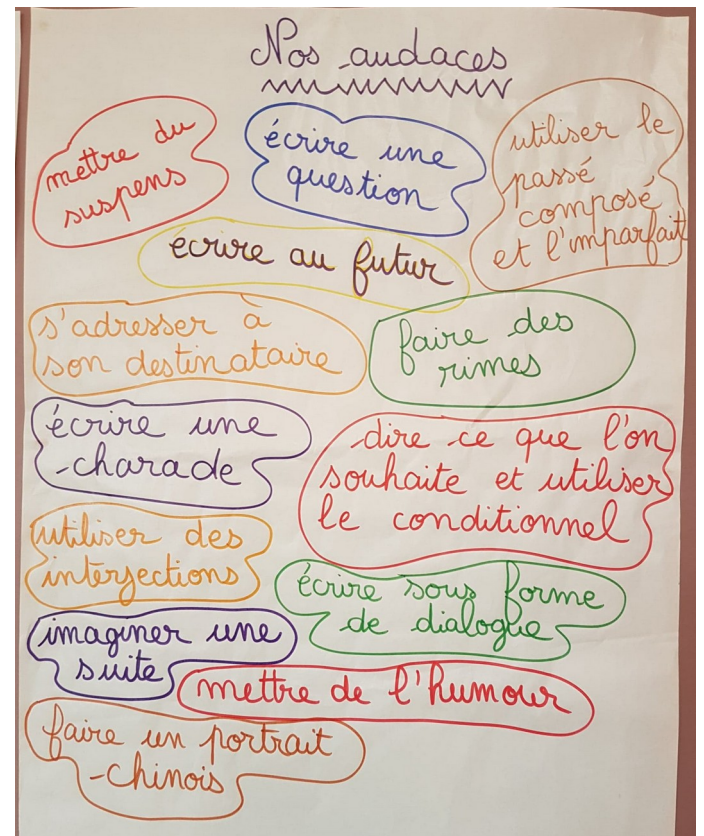 Nos audaces
mettre du
suspens
écrire une
question
utiliser le
passé
composé
et l'imparfait
écrire au futur
s'adresser à
son destinataire
faire des
rimes
écrire une
charade
dire ce que l'on
souhaite et utiliser
le conditionnel
utiliser des
interjections
écrire sous forme
de dialogue
imaginer une
suite
mettre de l'humour
faire un portrait
chinois